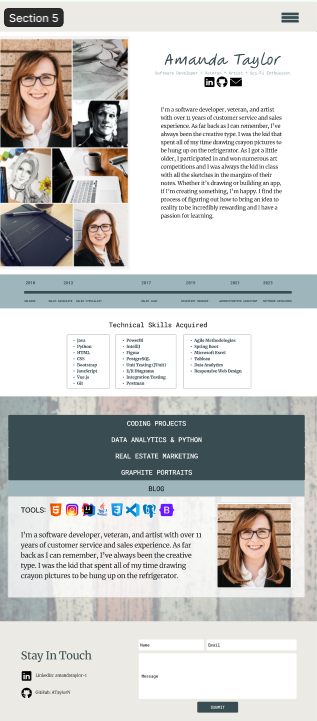 Section 5
Amanda Taylor
Software Developer • Veteran • Artist • Sci-Fi Enthusiast
I'm a software developer, veteran, and artist
with over 11 years of customer service and sales
experience. As far back as I can remember, I've
always been the creative type. I was the kid that
spent all of my time drawing crayon pictures to
be hung up on the refrigerator. As I got a little
older, I participated in and won numerous art
competitions and I was always the kid in class
with all the sketches in the margins of their
notes. Whether it's drawing or building an app,
if I'm creating something, I'm happy. I find the
process of figuring out how to bring an idea to
reality to be incredibly rewarding and I have a
passion for learning.
2010 2013 2017 2019 2021 2023
Technical Skills Acquired
• Java
• Python
• HTML
• CSS
• Bootstrap
• JavaScript
• Vue.js
• Git
• PowerBI
• IntelliJ
• Figma
• PostgreSQL
• Unit Testing (JUnit)
• E/R Diagrams
• Integration Testing
• Postman
• Agile Methodologies
• Spring Boot
• Microsoft Excel
• Tableau
• Data Analytics
• Responsive Web Design
CODING PROJECTS
DATA ANALYTICS & PYTHON
REAL ESTATE MARKETING
GRAPHITE PORTRAITS
BLOG
TOOLS:
I'm a software developer, veteran, and artist with over 11
years of customer service and sales experience. As far
back as I can remember, I've always been the creative
type. I was the kid that spent all of my time drawing
crayon pictures to be hung up on the refrigerator.
Stay In Touch
LinkedIn: amandetaylor-1
GitHub: ATaylorN
Name
Email
Message
SUBMIT